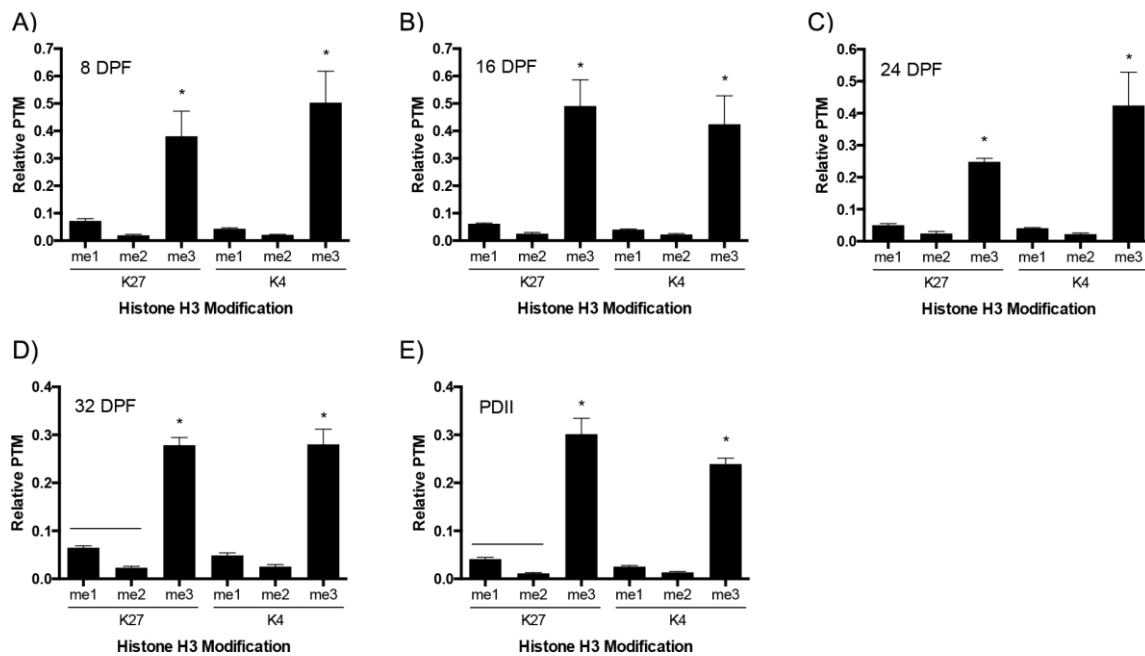 A)
8 DPF
Relative PTM
0.7
0.6
0.5
0.4
0.3
0.2
0.1
0.0
*
*
me1 me2 me3 me1 me2 me3
K27 K4
Histone H3 Modification
B)
16 DPF
Relative PTM
0.7
0.6
0.5
0.4
0.3
0.2
0.1
0.0
*
*
me1 me2 me3 me1 me2 me3
K27 K4
Histone H3 Modification
C)
24 DPF
Relative PTM
0.6
0.5
0.4
0.3
0.2
0.1
0.0
*
*
me1 me2 me3 me1 me2 me3
K27 K4
Histone H3 Modification
D)
32 DPF
Relative PTM
0.4
0.3
0.2
0.1
0.0
*
*
me1 me2 me3 me1 me2 me3
K27 K4
Histone H3 Modification
E)
PDII
Relative PTM
0.4
0.3
0.2
0.1
0.0
*
*
me1 me2 me3 me1 me2 me3
K27 K4
Histone H3 Modification